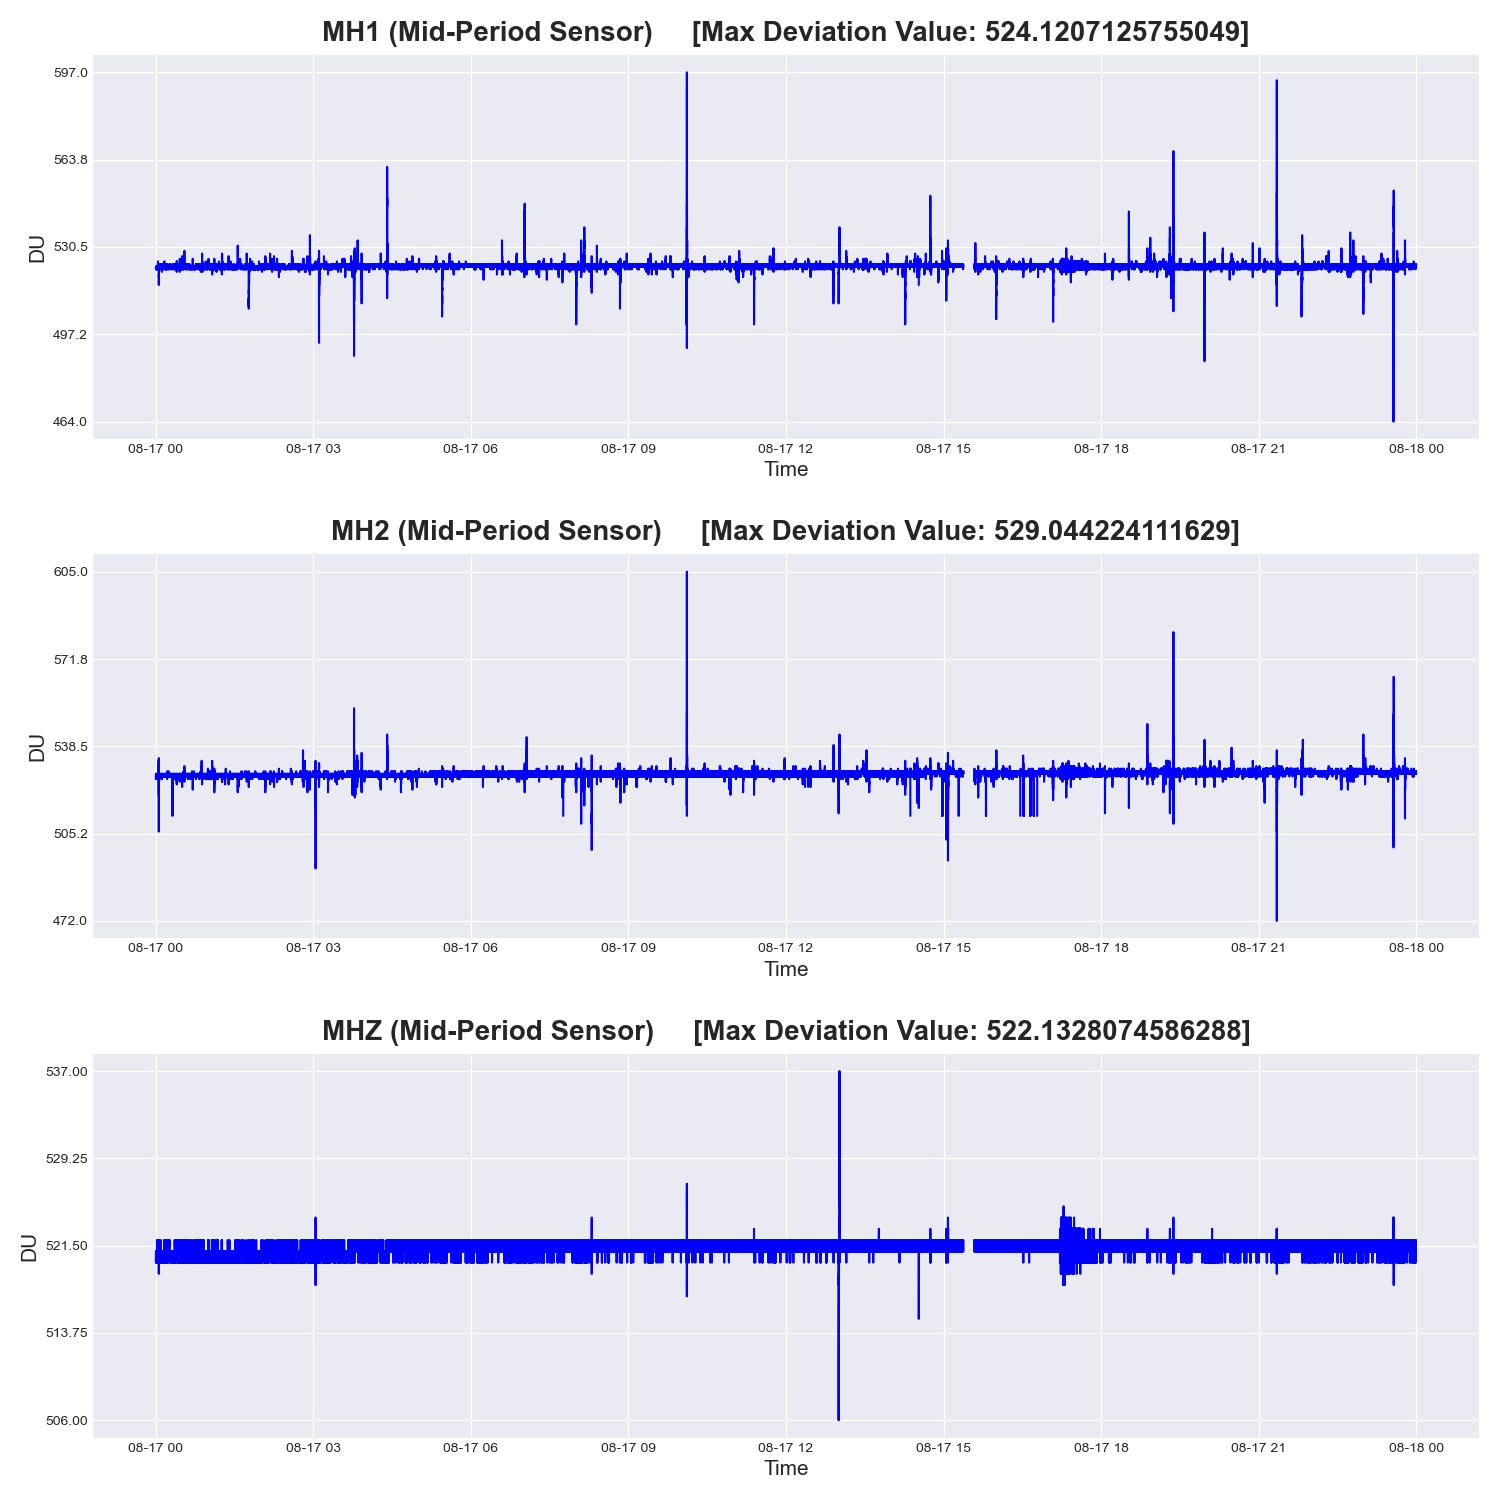 MH1 (Mid-Period Sensor) [Max Deviation Value: 524.1207125755049]
597.0
563.8
530.5
497.2
464.0
DU
08-17 00 08-17 03 08-17 06 08-17 09 08-17 12 08-17 15 08-17 18 08-17 21 08-18 00
Time
MH2 (Mid-Period Sensor) [Max Deviation Value: 529.044224111629]
605.0
571.8
538.5
505.2
472.0
DU
08-17 00 08-17 03 08-17 06 08-17 09 08-17 12 08-17 15 08-17 18 08-17 21 08-18 00
Time
MHZ (Mid-Period Sensor) [Max Deviation Value: 522.1328074586288]
537.00
529.25
521.50
513.75
506.00
DU
08-17 00 08-17 03 08-17 06 08-17 09 08-17 12 08-17 15 08-17 18 08-17 21 08-18 00
Time